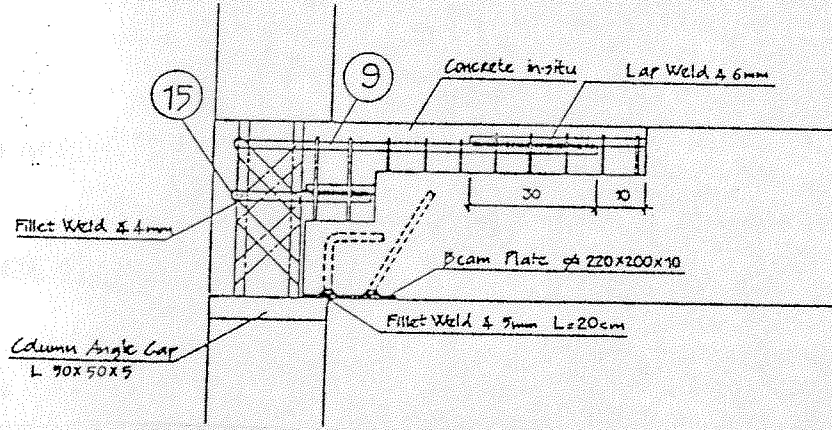 Concrete in-situ
Lap Weld ⊿ 6mm
9
15
30
10
Fillet Weld ⊿ 4mm
Beam Plate ⌀ 220x200x10
Fillet Weld ⊿ 5mm L=20cm
Column Angle Cap
L 50x50x5